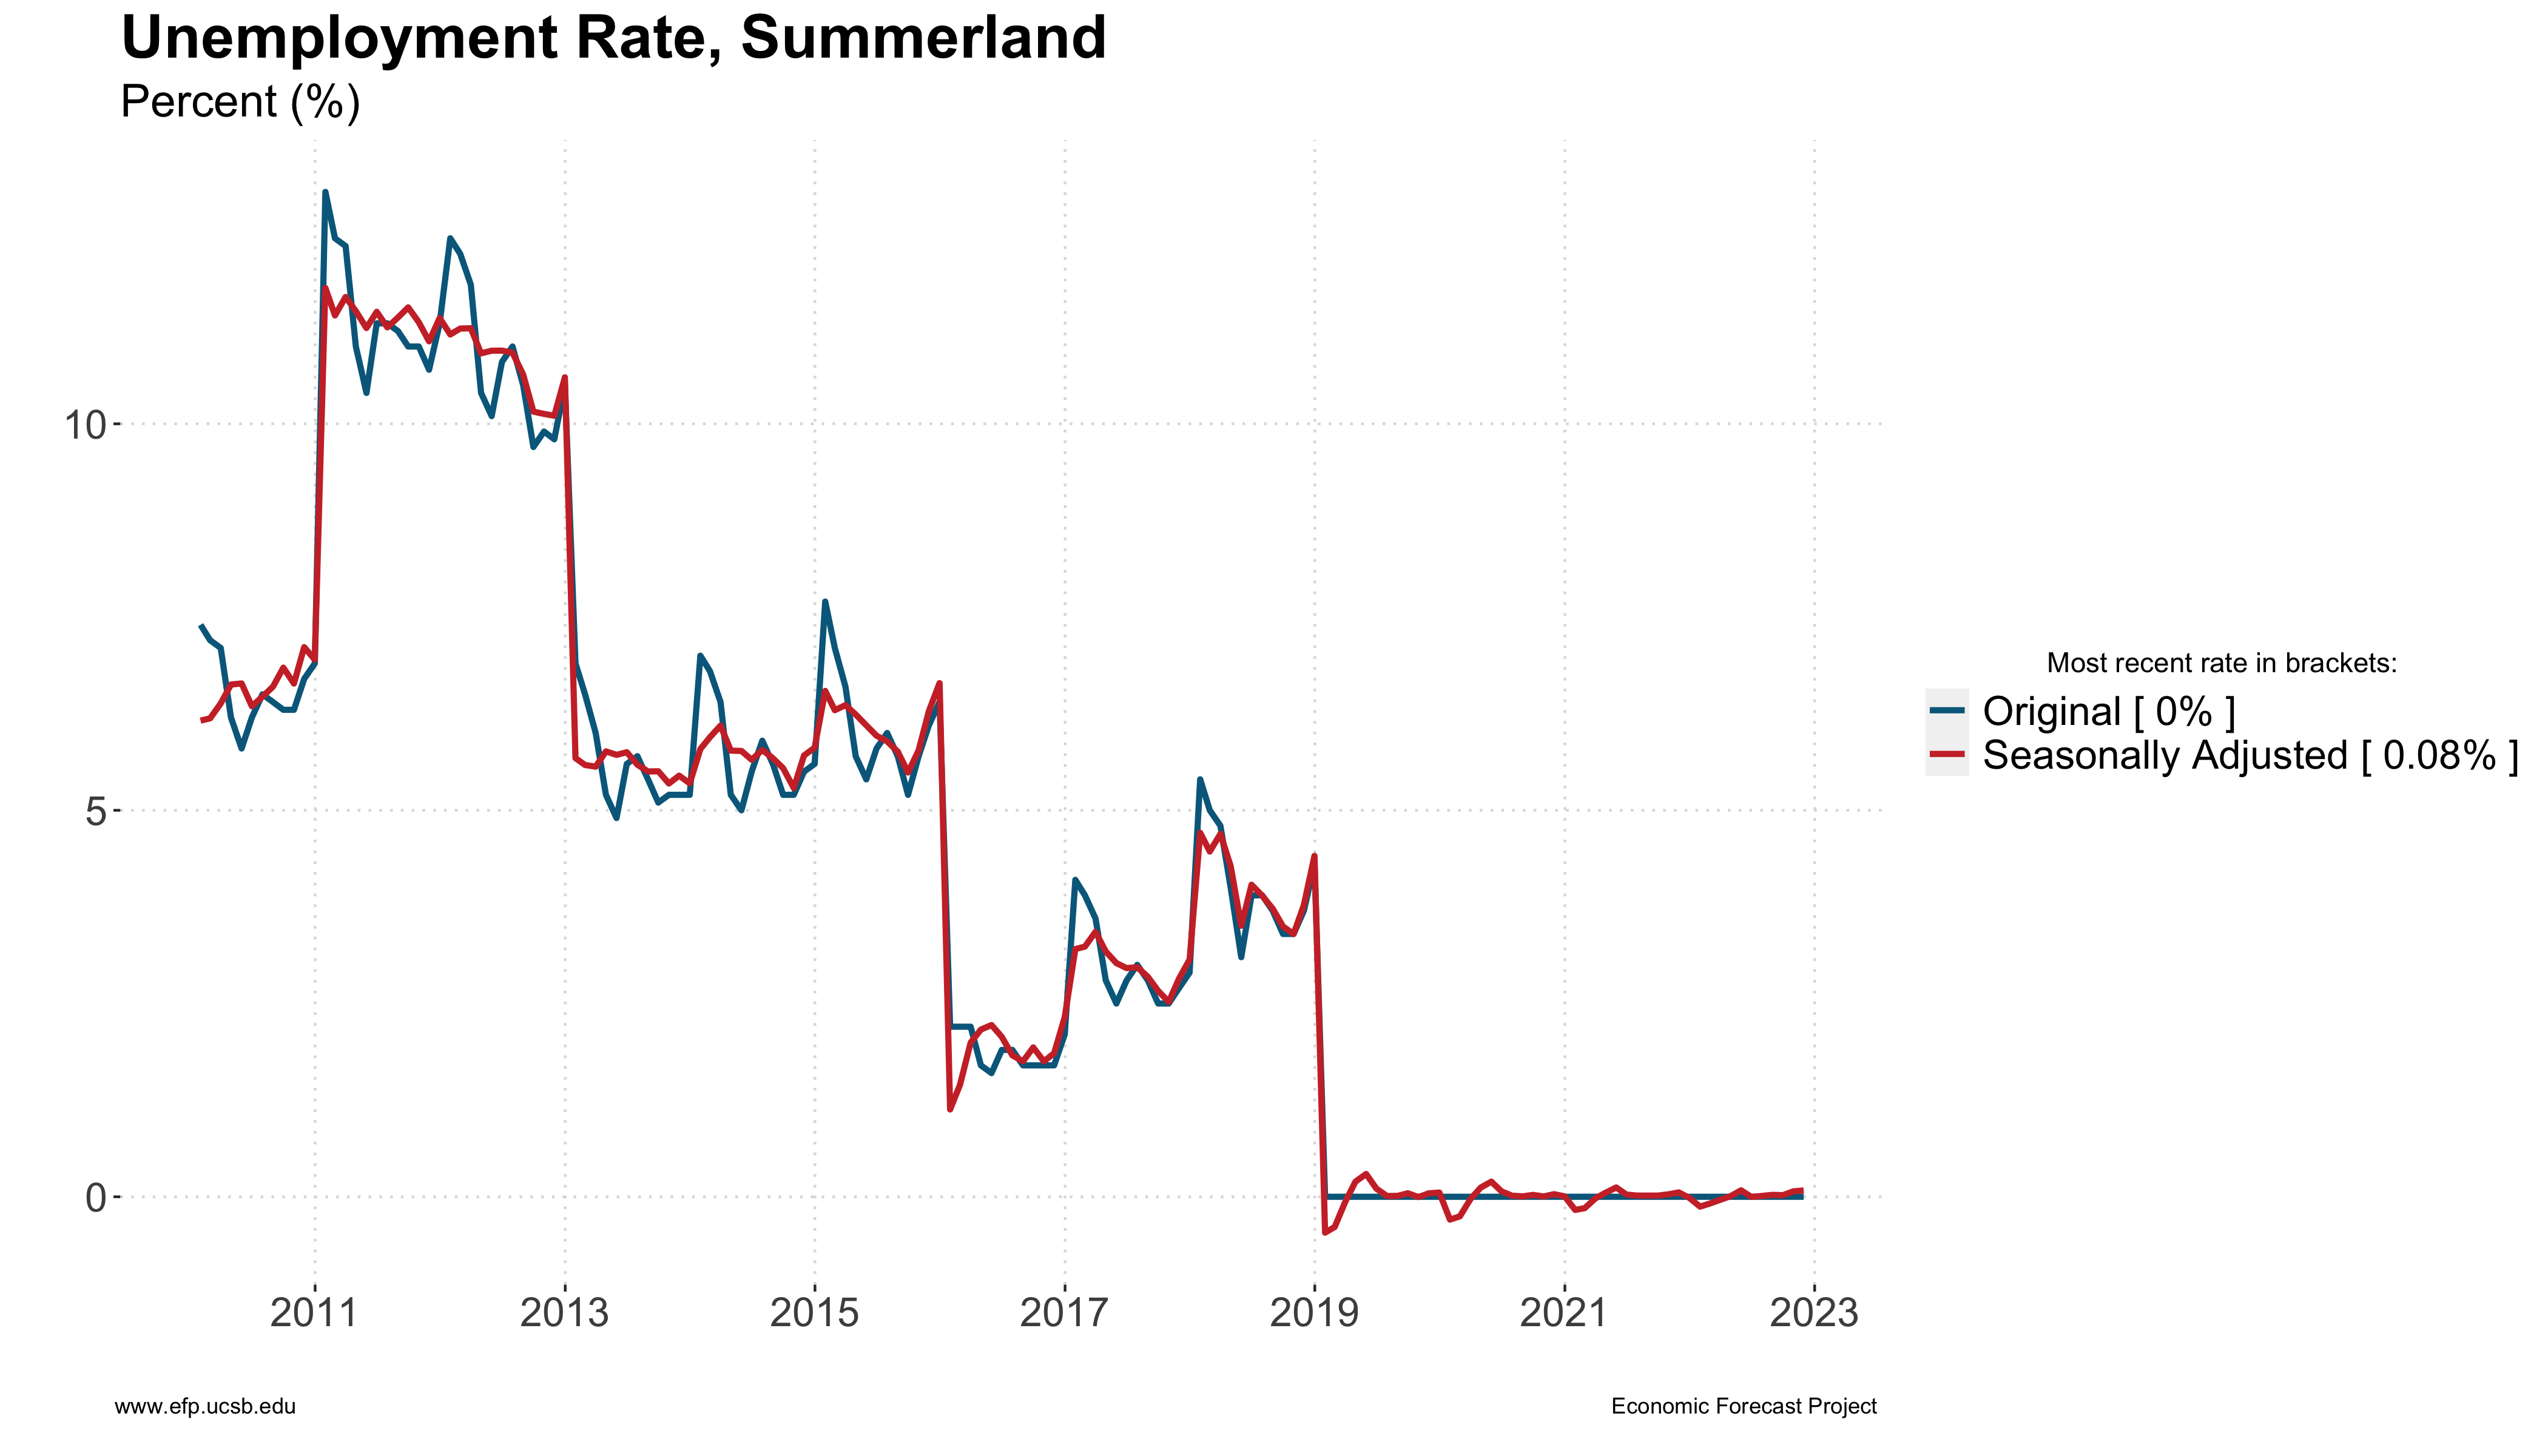 Unemployment Rate, Summerland
Percent (%)
10
5
0
2011 2013 2015 2017 2019 2021 2023
Most recent rate in brackets:
Original [ 0% ]
Seasonally Adjusted [ 0.08% ]
www.efp.ucsb.edu
Economic Forecast Project